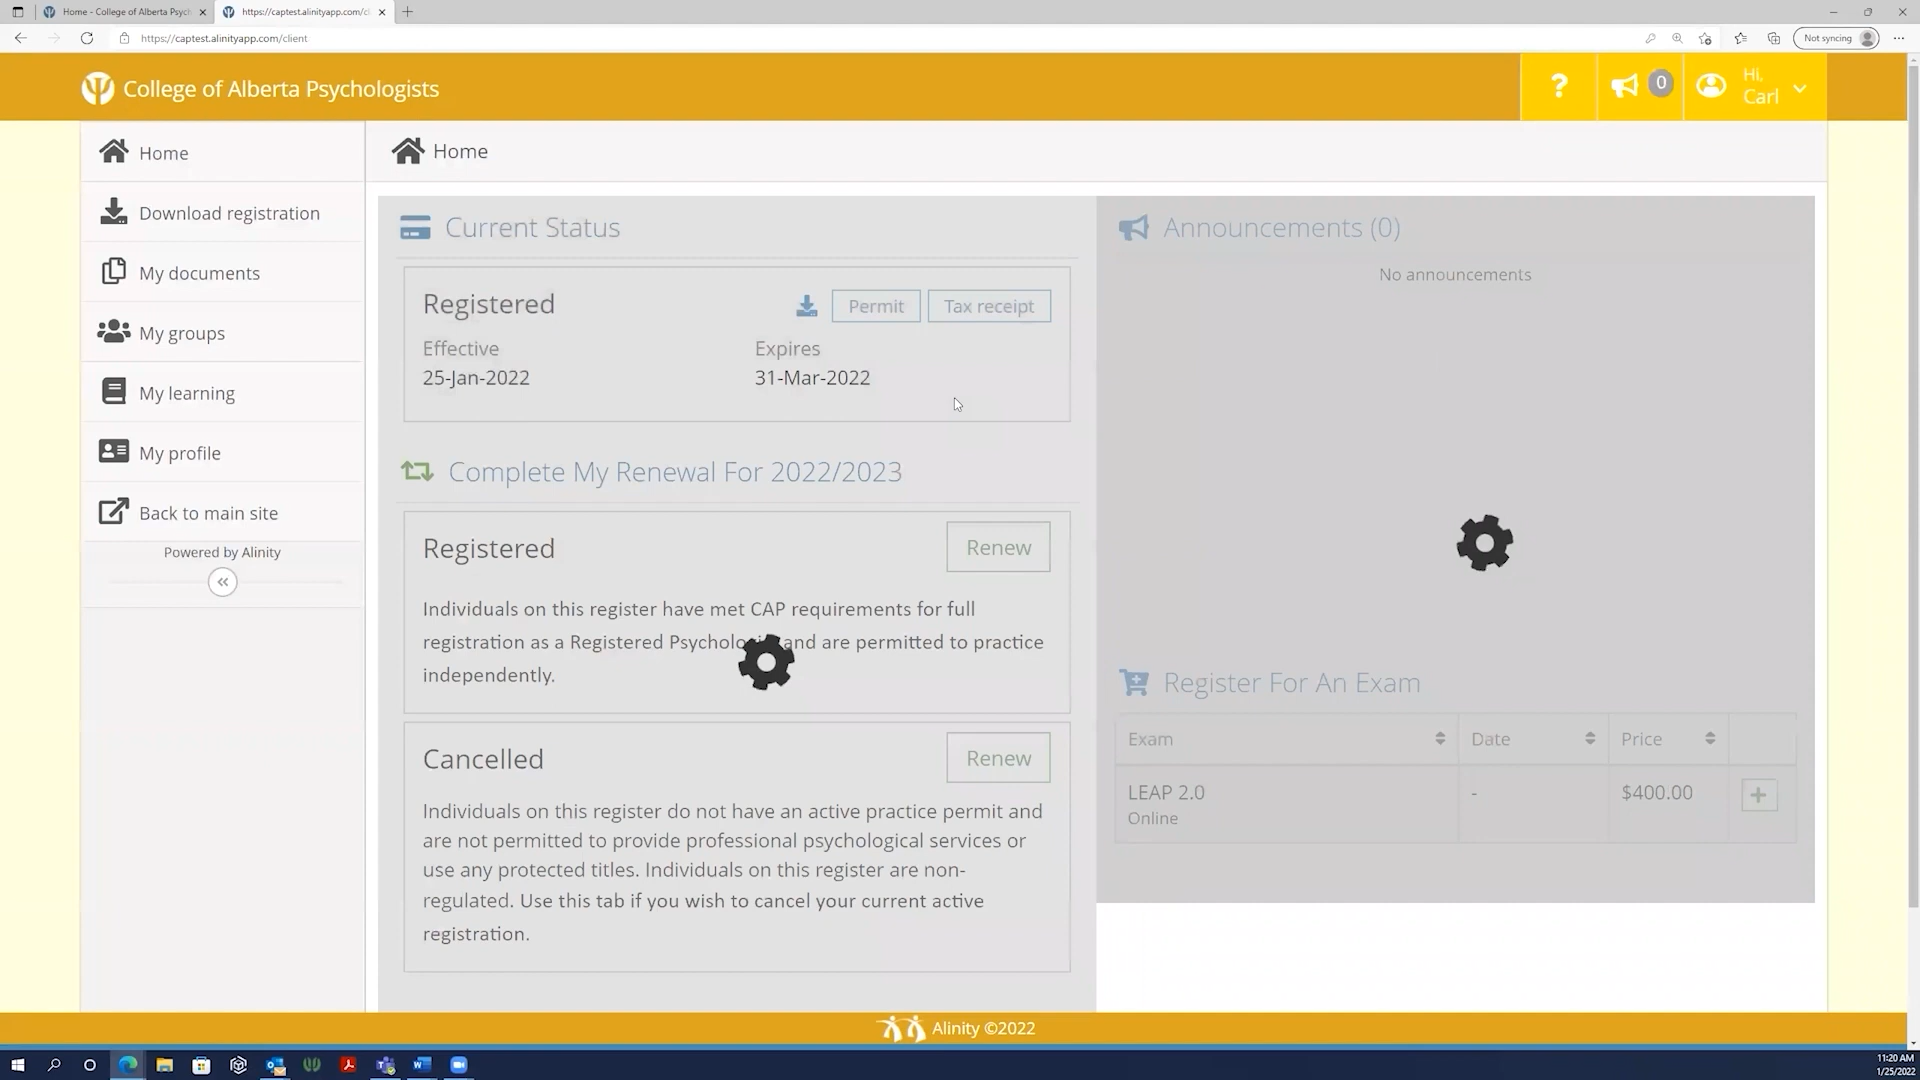 Home - College of Alberta Psych
https://captest.alinityapp.com/cl
https://captest.alinityapp.com/client
Not syncing
College of Alberta Psychologists
?
0
Hi,
Carl
Home
Download registration
My documents
My groups
My learning
My profile
Back to main site
Powered by Alinity
Home
Current Status
Registered
Permit
Tax receipt
Effective
Expires
25-Jan-2022
31-Mar-2022
Complete My Renewal For 2022/2023
Registered
Renew
Individuals on this register have met CAP requirements for full
registration as a Registered and are permitted to practice
independently.
Cancelled
Renew
Individuals on this register do not have an active practice permit and
are not permitted to provide professional psychological services or
use any protected titles. Individuals on this register are non-
regulated. Use this tab if you wish to cancel your current active
registration.
Announcements (0)
No announcements
Register For An Exam
Exam
Date
Price
LEAP 2.0
-
$400.00
+
Online
Alinity ©2022
11:20 AM
1/25/2022